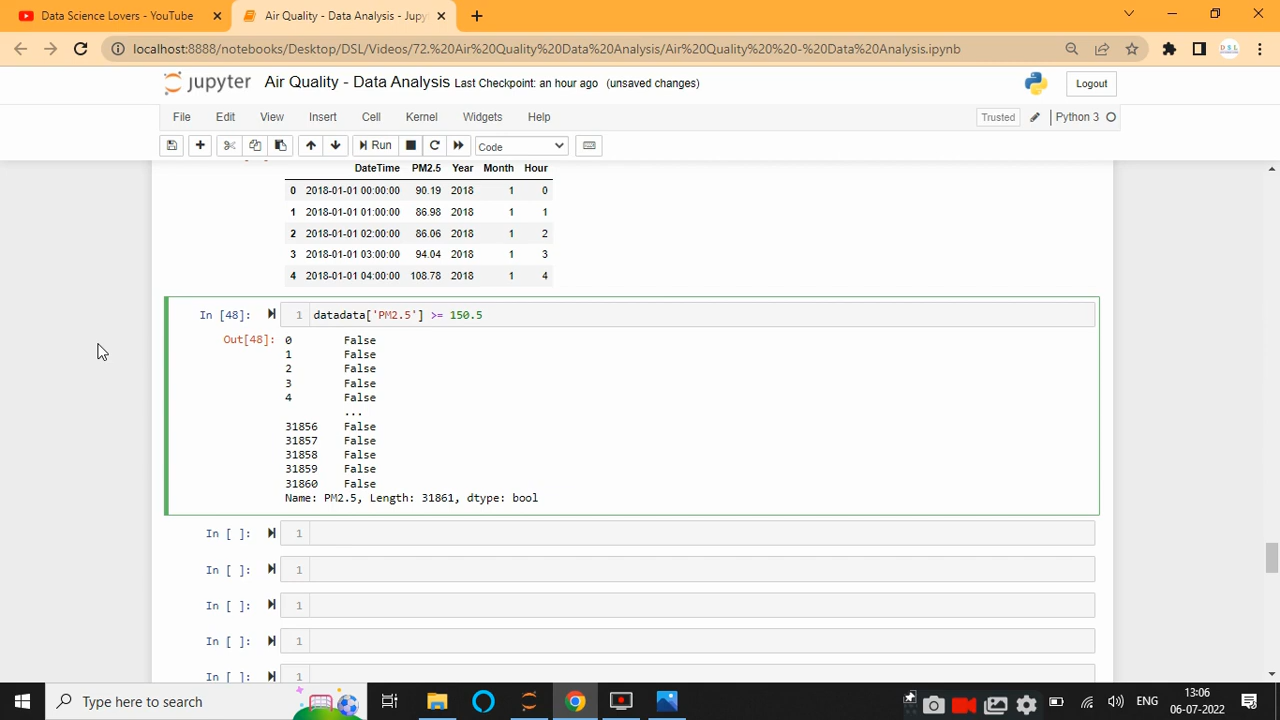 Data Science Lovers - YouTube
Air Quality - Data Analysis - Jupy
localhost:8888/notebooks/Desktop/DSL/Videos/72.%20Air%20Quality%20Data%20Analysis/Air%20Quality%20%20-%20Data%20Analysis.ipynb
DSL
jupyter Air Quality - Data Analysis Last Checkpoint: an hour ago (unsaved changes)
Logout
File Edit View Insert Cell Kernel Widgets Help
Trusted Python 3
Run Code
DateTime PM2.5 Year Month Hour
0 2018-01-01 00:00:00 90.19 2018 1 0
1 2018-01-01 01:00:00 86.98 2018 1 1
2 2018-01-01 02:00:00 86.06 2018 1 2
3 2018-01-01 03:00:00 94.04 2018 1 3
4 2018-01-01 04:00:00 108.78 2018 1 4
In [48]: 1 datadata['PM2.5'] >= 150.5
Out[48]: 0 False
1 False
2 False
3 False
4 False
...
31856 False
31857 False
31858 False
31859 False
31860 False
Name: PM2.5, Length: 31861, dtype: bool
In [ ]: 1
In [ ]: 1
In [ ]: 1
In [ ]: 1
In [ ]: 1
Type here to search
ENG
13:06
06-07-2022